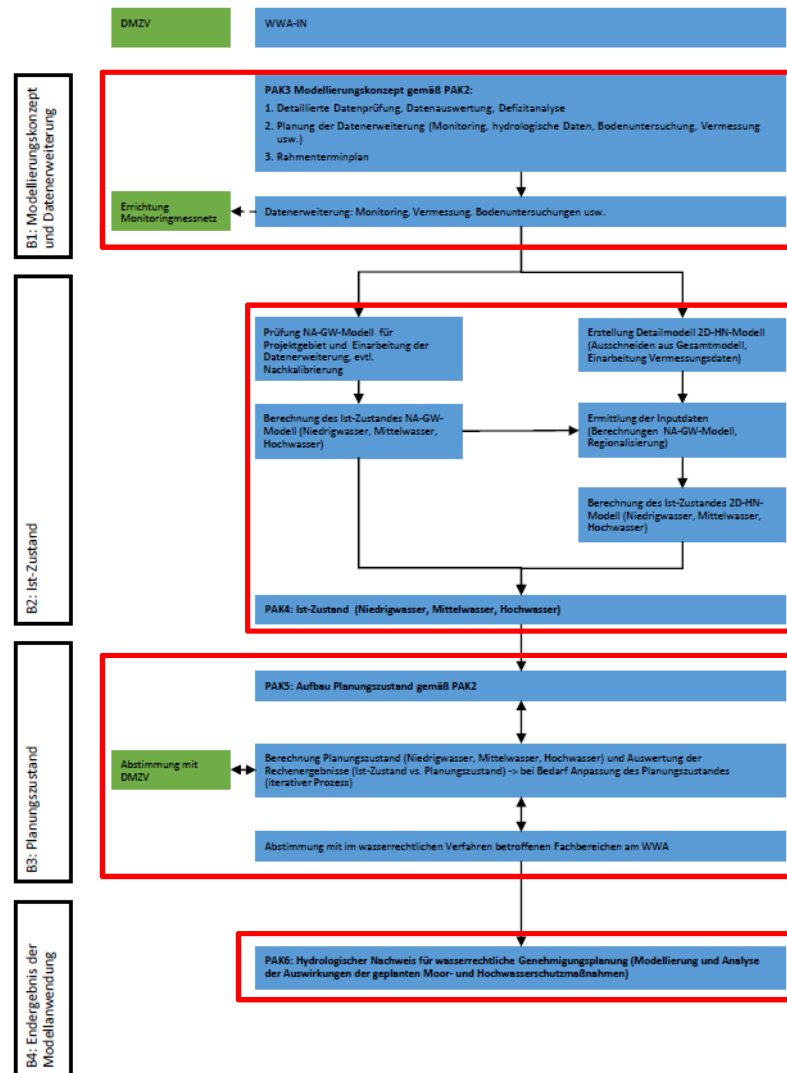 DMZV
WWA-IN
B1: Modellierungskonzept
und Datenerweiterung
PAK3 Modellierungskonzept gemäß PAK2:
1. Detaillierte Datenprüfung, Datenauswertung, Defizitanalyse
2. Planung der Datenerweiterung (Monitoring, hydrologische Daten, Bodenuntersuchung, Vermessung
usw.)
3. Rahmenterminplan
Errichtung
Monitoringmessnetz
Datenerweiterung: Monitoring, Vermessung, Bodenuntersuchungen usw.
B2: Ist-Zustand
Prüfung NA-GW-Modell für
Projektgebiet und Einarbeitung der
Datenerweiterung, evtl.
Nachkalibrierung
Erstellung Detailmodell 2D-HN-Modell
(Ausschneiden aus Gesamtmodell,
Einarbeitung Vermessungsdaten)
Berechnung des Ist-Zustandes NA-GW-
Modell (Niedrigwasser, Mittelwasser,
Hochwasser)
Ermittlung der Inputdaten
(Berechnungen NA-GW-Modell,
Regionalisierung)
Berechnung des Ist-Zustandes 2D-HN-
Modell (Niedrigwasser, Mittelwasser,
Hochwasser)
PAK4: Ist-Zustand (Niedrigwasser, Mittelwasser, Hochwasser)
B3: Planungszustand
PAK5: Aufbau Planungszustand gemäß PAK2
Abstimmung mit
DMZV
Berechnung Planungszustand (Niedrigwasser, Mittelwasser, Hochwasser) und Auswertung der
Rechenergebnisse (Ist-Zustand vs. Planungszustand) -> bei Bedarf Anpassung des Planungszustandes
(iterativer Prozess)
Abstimmung mit im wasserrechtlichen Verfahren betroffenen Fachbereichen am WWA
B4: Endergebnis der
Modellanwendung
PAK6: Hydrologischer Nachweis für wasserrechtliche Genehmigungsplanung (Modellierung und Analyse
der Auswirkungen der geplanten Moor- und Hochwasserschutzmaßnahmen)